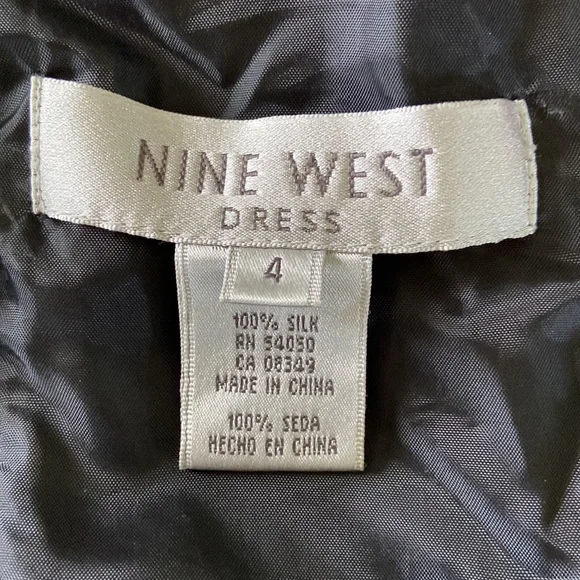 NINE WEST
DRESS
4
100% SILK
RN 54050
CA 08349
MADE IN CHINA
100% SEDA
HECHO EN CHINA